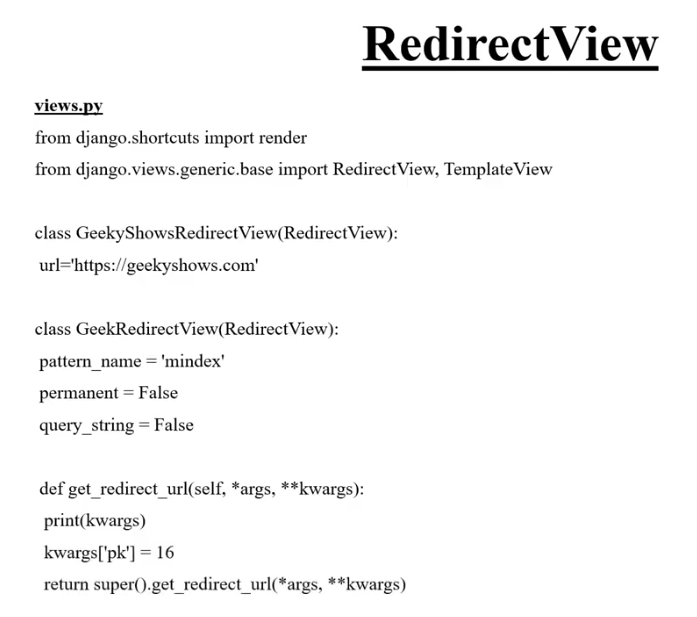 RedirectView
views.py
from django.shortcuts import render
from django.views.generic.base import RedirectView, TemplateView
class GeekyShowsRedirectView(RedirectView):
url='https://geekyshows.com'
class GeekRedirectView(RedirectView):
pattern_name = 'mindex'
permanent = False
query_string = False
def get_redirect_url(self, *args, **kwargs):
print(kwargs)
kwargs['pk'] = 16
return super().get_redirect_url(*args, **kwargs)